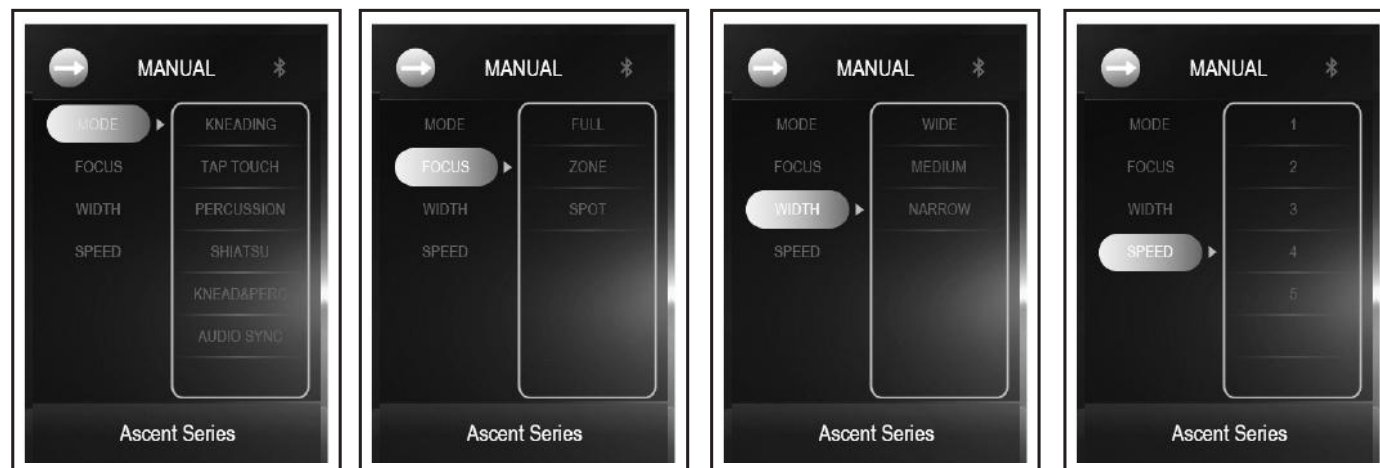 MANUAL
MODE
KNEADING
FOCUS
TAP TOUCH
WIDTH
PERCUSSION
SPEED
SHIATSU
KNEAD&PERC
AUDIO SYNC
Ascent Series
MANUAL
MODE
FULL
FOCUS
ZONE
WIDTH
SPOT
SPEED
Ascent Series
MANUAL
MODE
WIDE
FOCUS
MEDIUM
WIDTH
NARROW
SPEED
Ascent Series
MANUAL
MODE
1
FOCUS
2
WIDTH
3
SPEED
4
5
Ascent Series